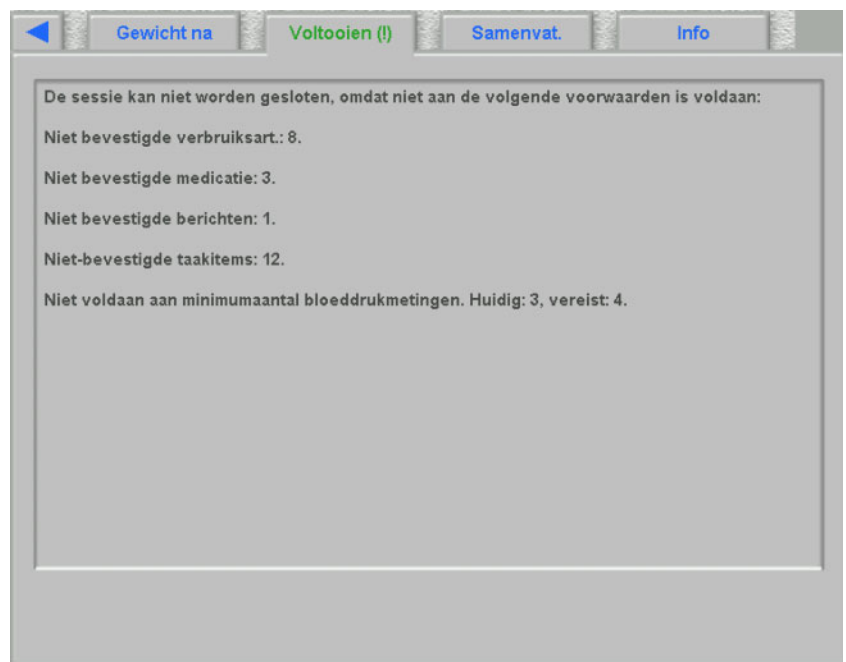 Gewicht na
Voltooien (!)
Samenvat.
Info
De sessie kan niet worden gesloten, omdat niet aan de volgende voorwaarden is voldaan:
Niet bevestigde verbruiksart.: 8.
Niet bevestigde medicatie: 3.
Niet bevestigde berichten: 1.
Niet-bevestigde taakitems: 12.
Niet voldaan aan minimumaantal bloeddrukmetingen. Huidig: 3, vereist: 4.